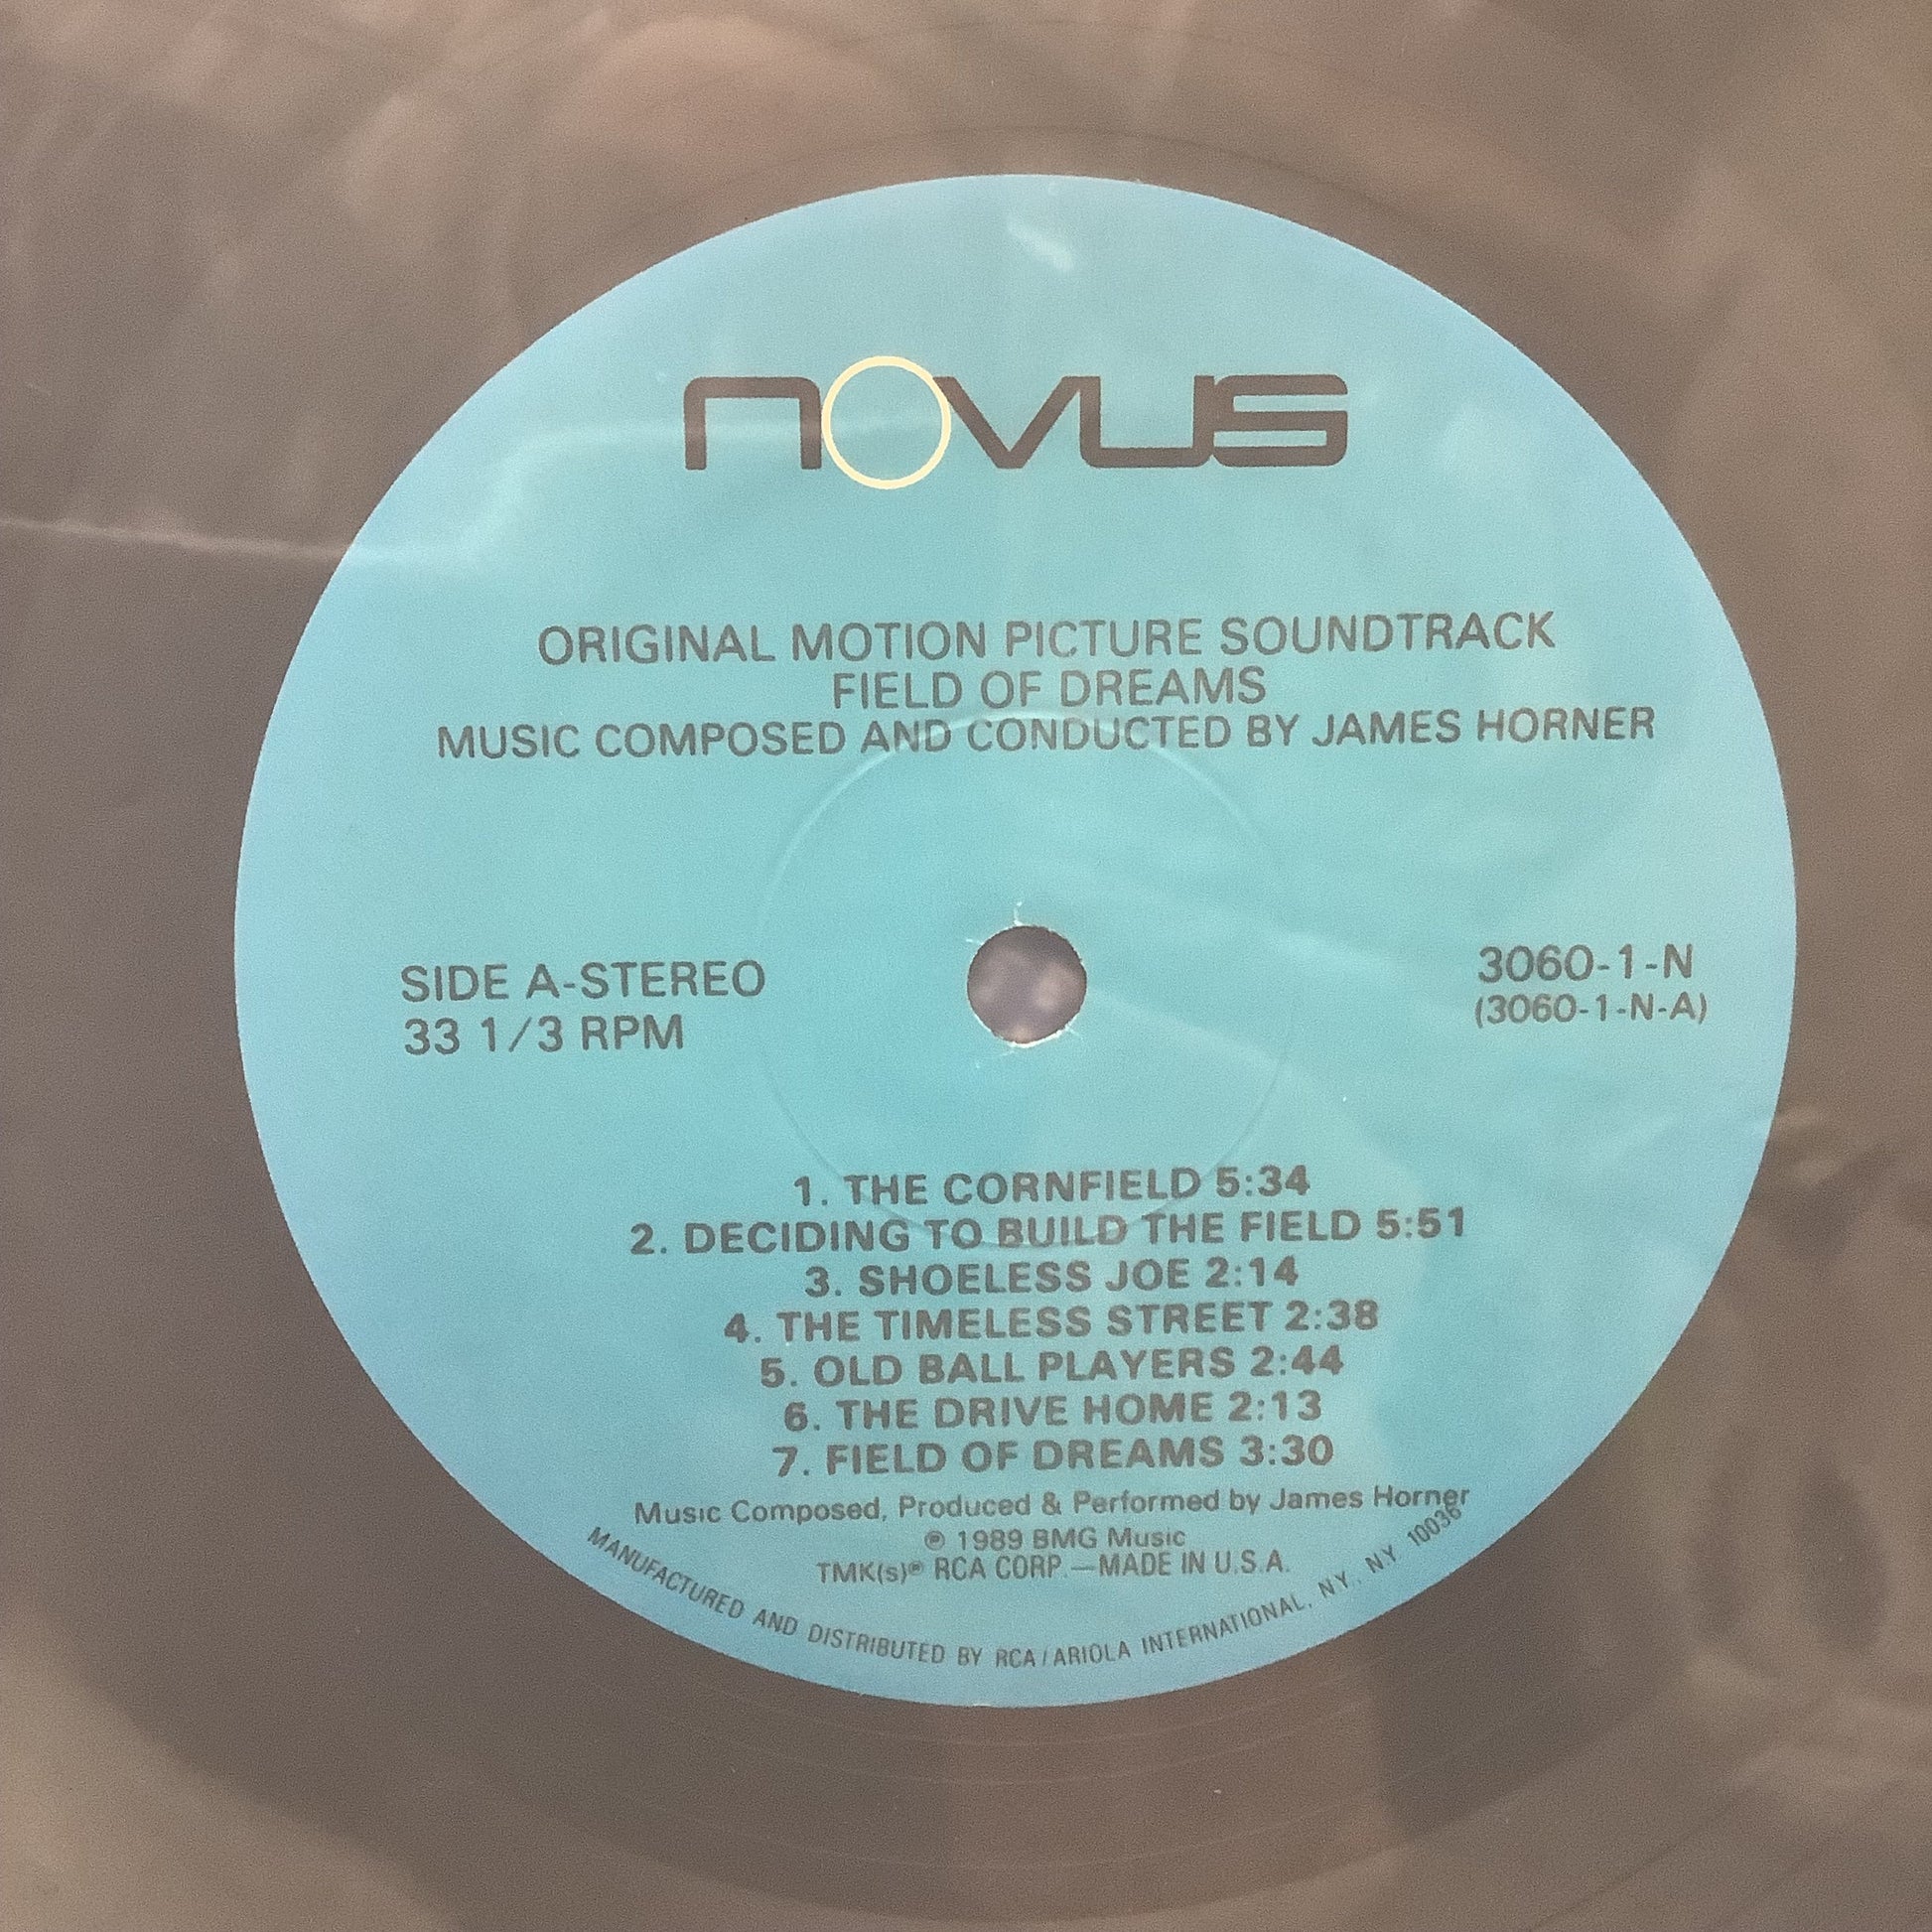 novus
ORIGINAL MOTION PICTURE SOUNDTRACK
FIELD OF DREAMS
MUSIC COMPOSED AND CONDUCTED BY JAMES HORNER
SIDE A-STEREO
33 1/3 RPM
3060-1-N
(3060-1-N-A)
1. THE CORNFIELD 5:34
2. DECIDING TO BUILD THE FIELD 5:51
3. SHOELESS JOE 2:14
4. THE TIMELESS STREET 2:38
5. OLD BALL PLAYERS 2:44
6. THE DRIVE HOME 2:13
7. FIELD OF DREAMS 3:30
Music Composed, Produced & Performed by James Horner
℗ 1989 BMG Music
TMK(s)® RCA CORP.—MADE IN U.S.A.
MANUFACTURED AND DISTRIBUTED BY RCA/ARIOLA INTERNATIONAL, N.Y., N.Y. 10036